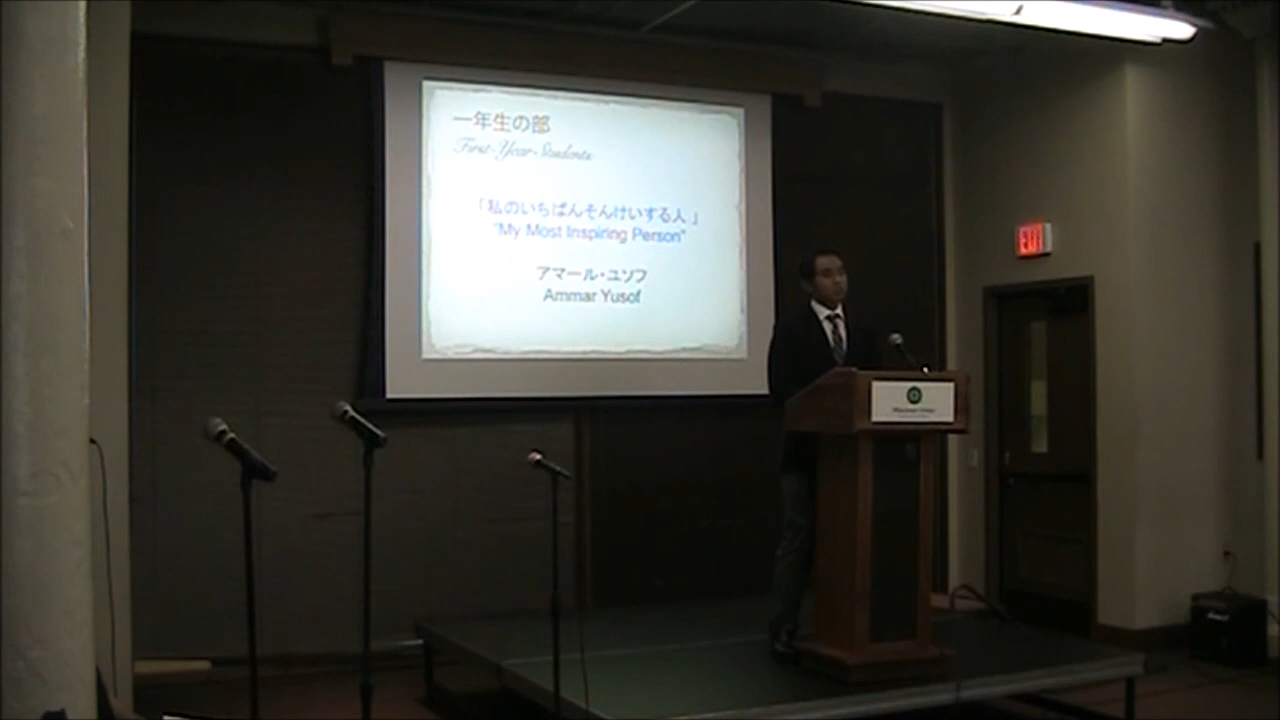 一年生の部
First-Year-Students
「私のいちばんそんけいする人」
"My Most Inspiring Person"
アマール・ユソフ
Ammar Yusof
EXIT